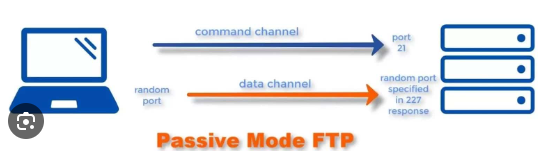 command channel
port
21
random
port
data channel
random port
specified
in 227
response
Passive Mode FTP